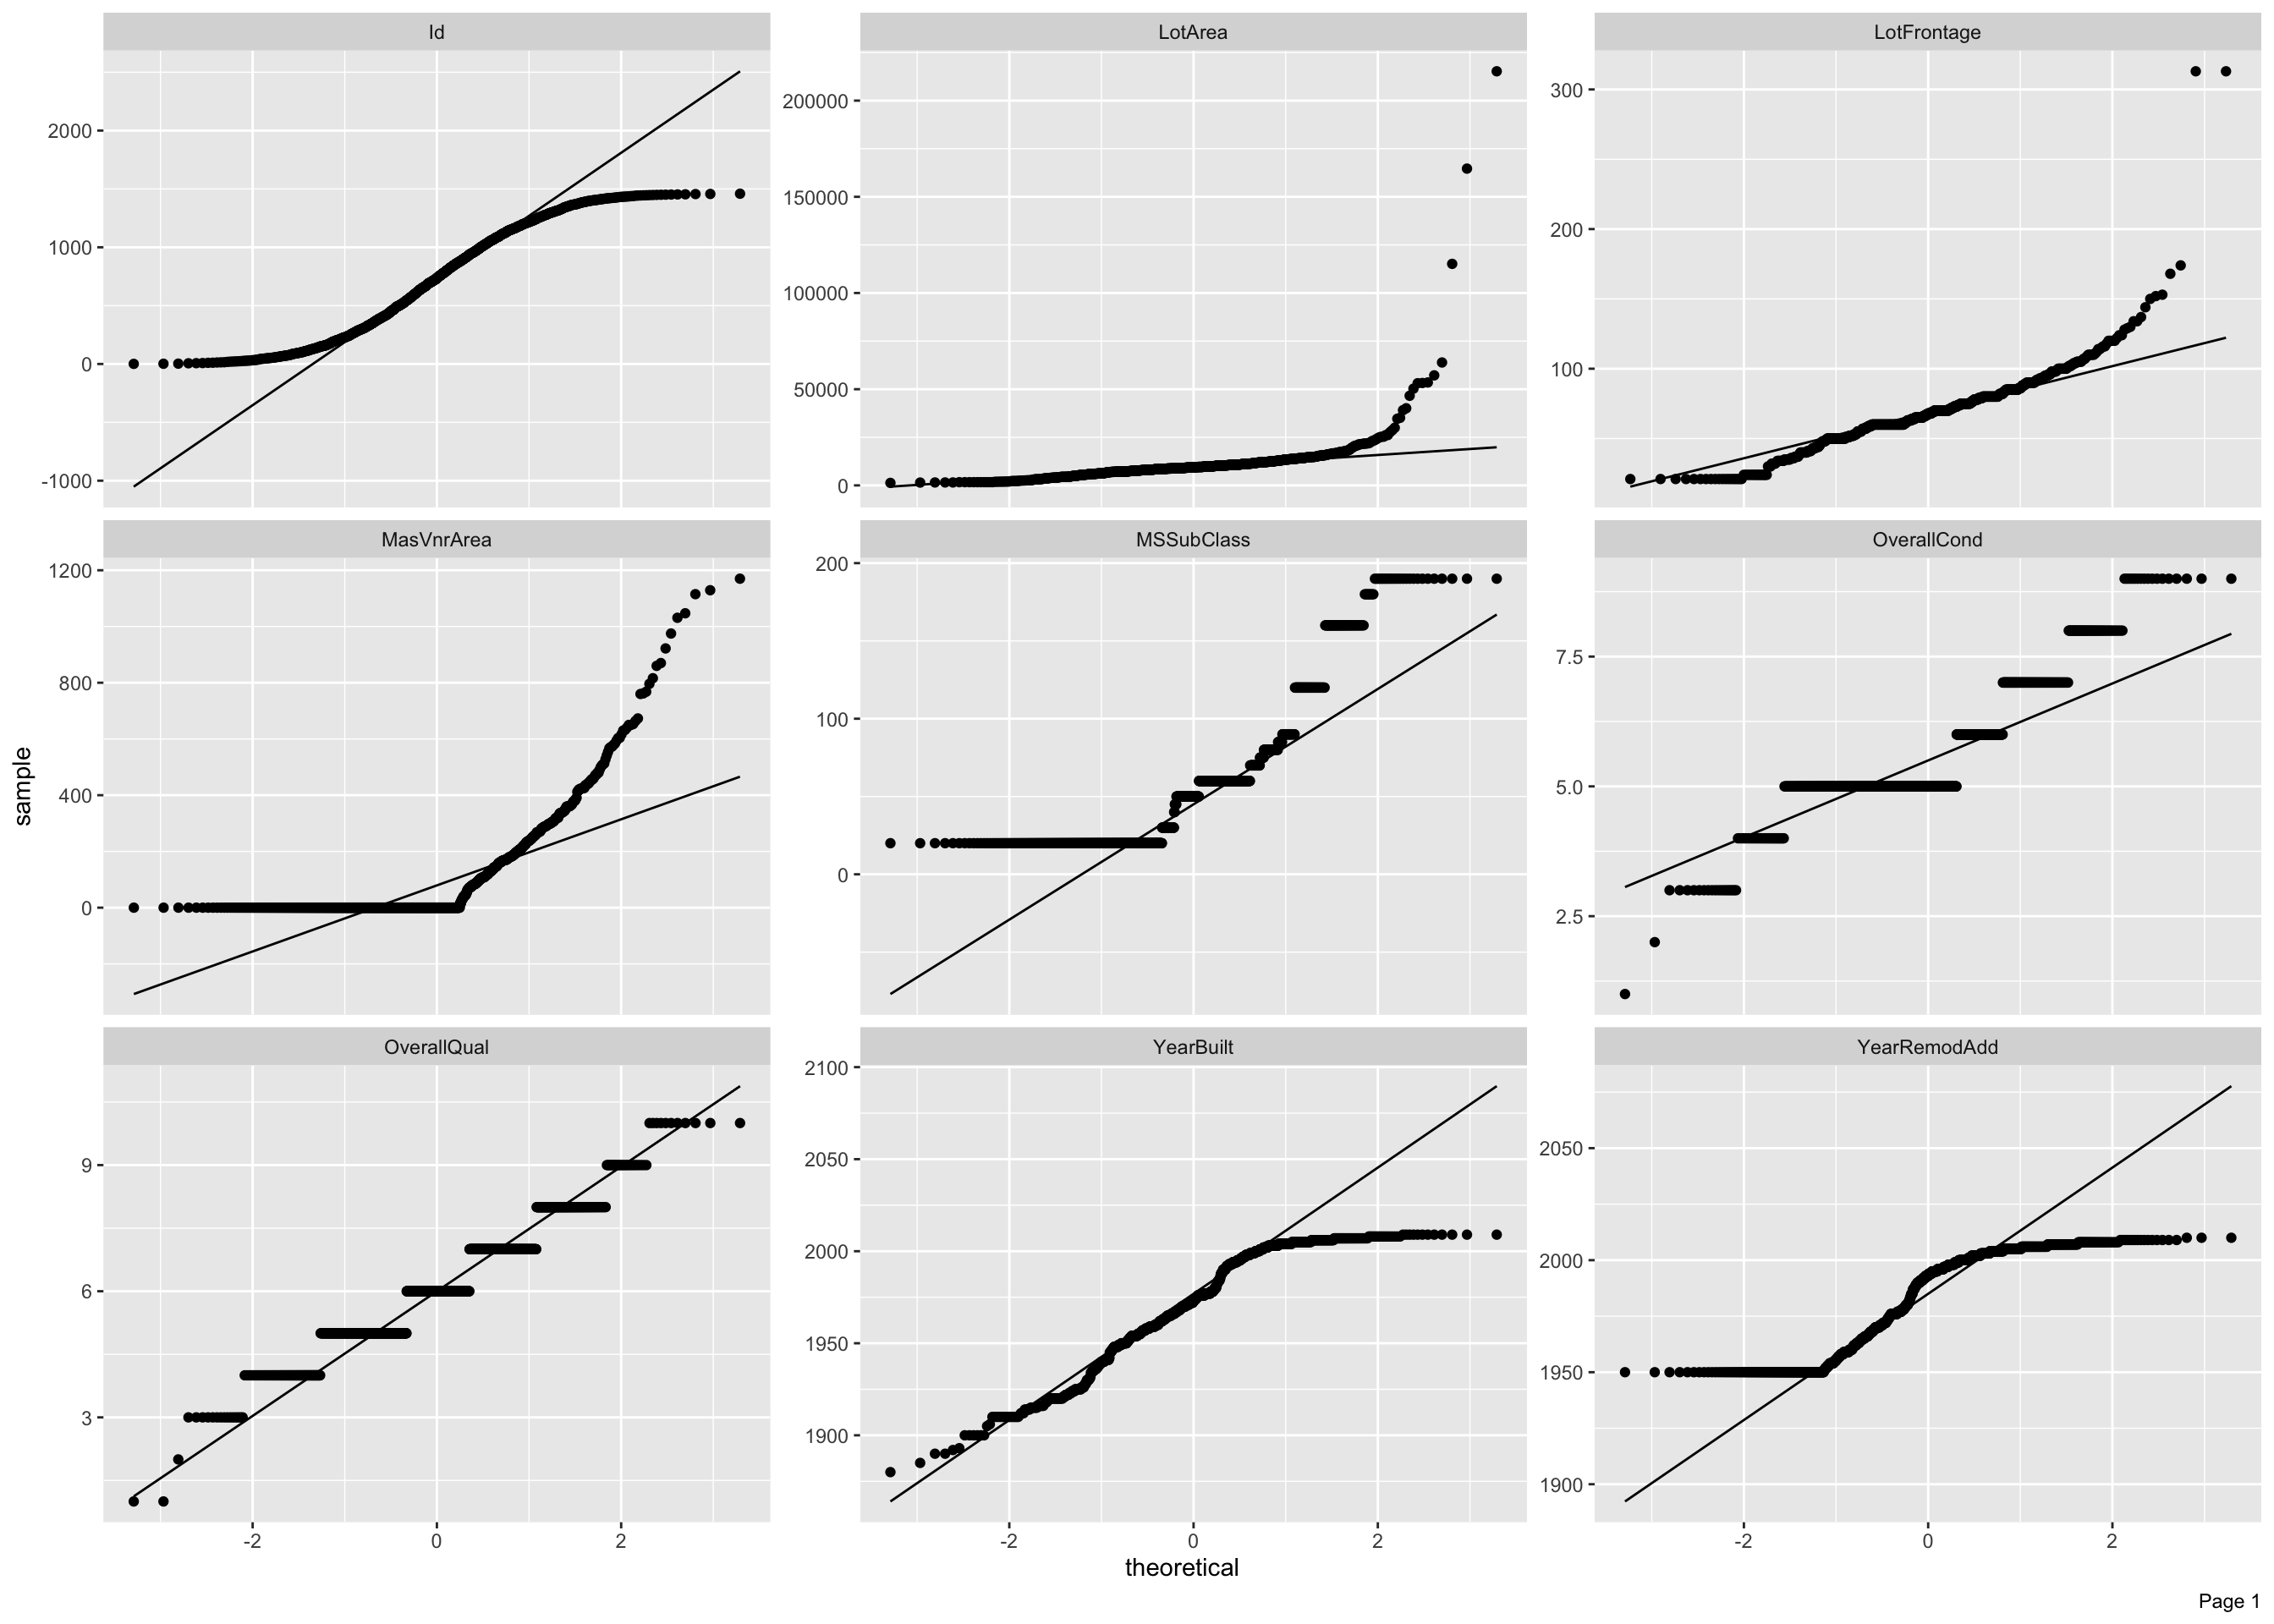 Id
LotArea
LotFrontage
2000
1000
0
-1000
200000
150000
100000
50000
0
300
200
100
MasVnrArea
MSSubClass
OverallCond
1200
800
400
0
200
100
0
7.5
5.0
2.5
sample
OverallQual
YearBuilt
YearRemodAdd
9
6
3
2100
2050
2000
1950
1900
2050
2000
1950
1900
-2 0 2
-2 0 2
-2 0 2
theoretical
Page 1